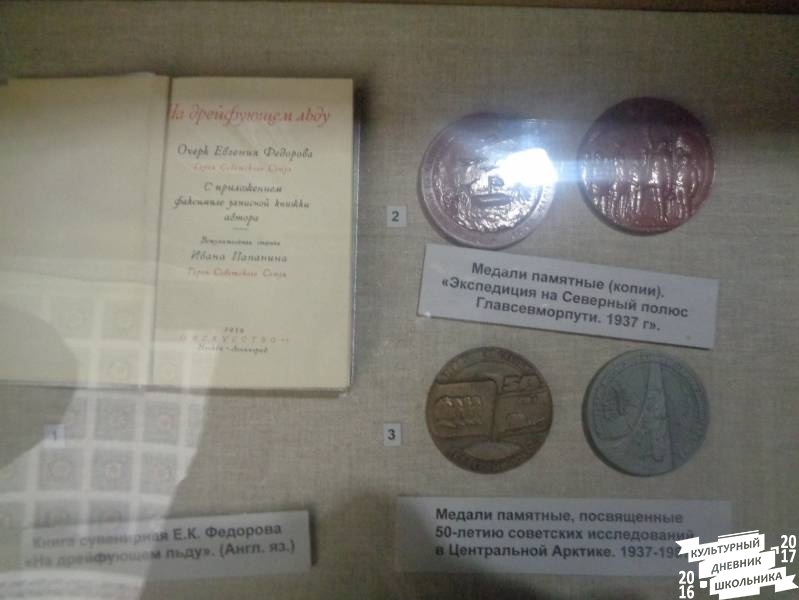 На дрейфующем льду
Очерк Евгения Федорова
Героя Советского Союза
С приложением
факсимиле записной книжки
автора
Вступительная статья
Ивана Папанина
Героя Советского Союза
ИСКУССТВО
Москва - Ленинград
1
Книга сувенирная Е.К. Федорова
«На дрейфующем льду». (Англ. яз.)
2
Медали памятные (копии).
«Экспедиция на Северный полюс
Главсевморпути. 1937 г».
3
Медали памятные, посвященные
50-летию советских исследований
в Центральной Арктике.
КУЛЬТУРНЫЙ
ДНЕВНИК
ШКОЛЬНИКА
2016
2017